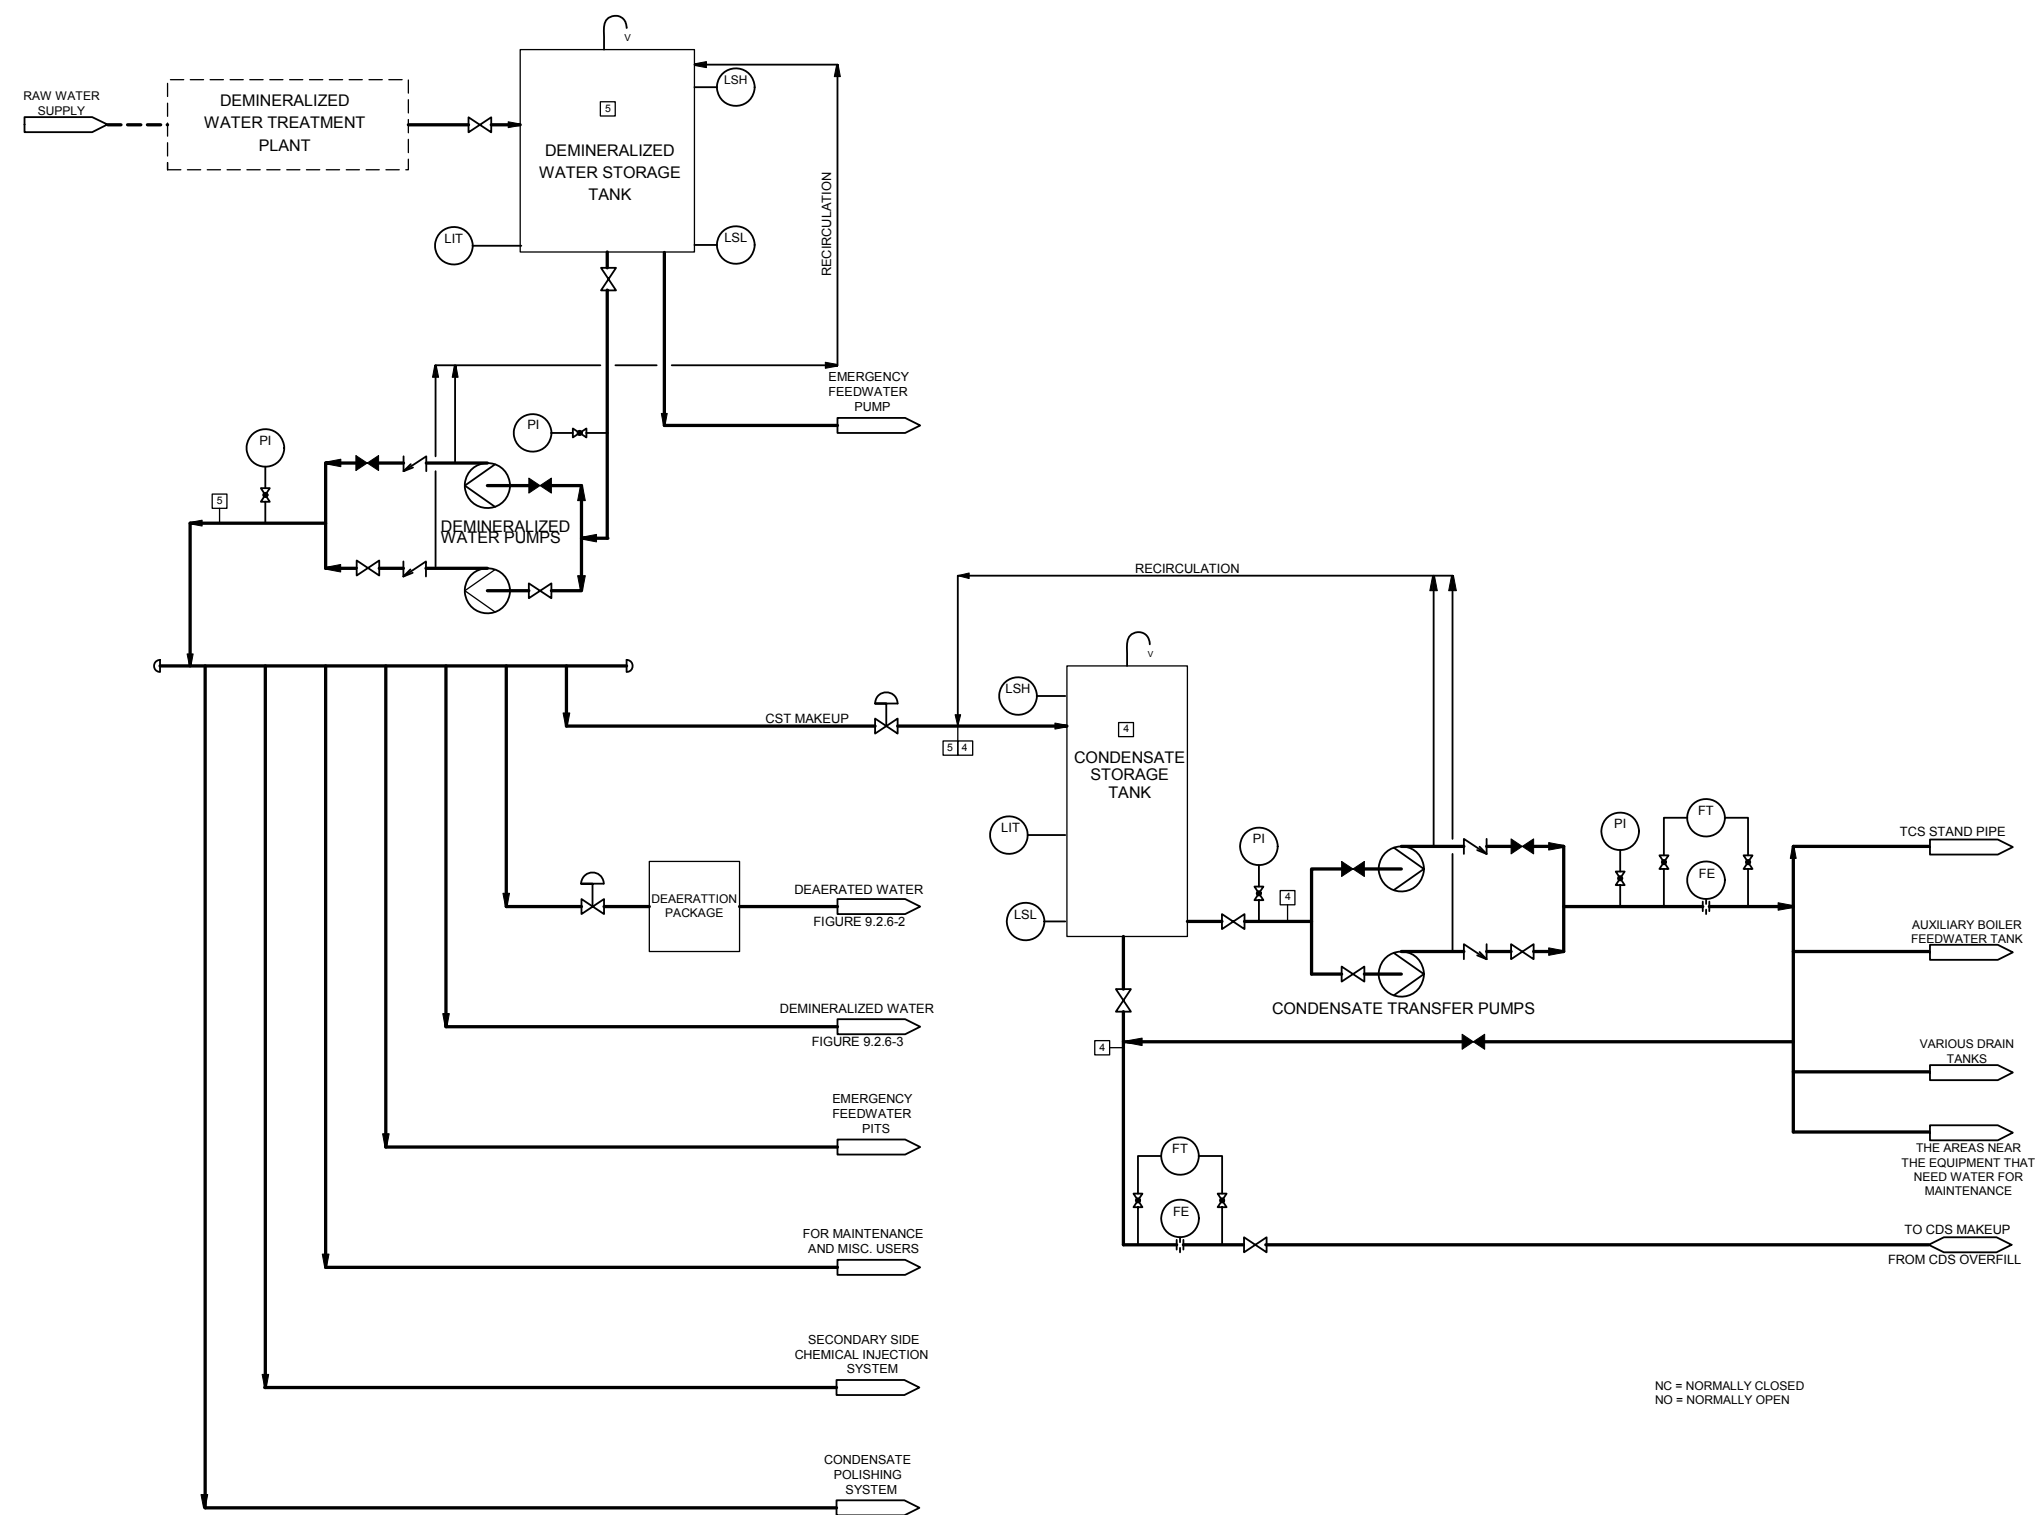 V
RAW WATER
SUPPLY
DEMINERALIZED
WATER TREATMENT
PLANT
LSH
5
DEMINERALIZED
WATER STORAGE
TANK
RECIRCULATION
LIT
LSL
EMERGENCY
FEEDWATER
PUMP
PI
PI
5
DEMINERALIZED
WATER PUMPS
RECIRCULATION
V
LSH
CST MAKEUP
5 4
4
CONDENSATE
STORAGE
TANK
LIT
LSL
PI
4
CONDENSATE TRANSFER PUMPS
PI
FT
FE
TCS STAND PIPE
AUXILIARY BOILER
FEEDWATER TANK
VARIOUS DRAIN
TANKS
THE AREAS NEAR
THE EQUIPMENT THAT
NEED WATER FOR
MAINTENANCE
DEAERATTION
PACKAGE
DEAERATED WATER
FIGURE 9.2.6-2
DEMINERALIZED WATER
FIGURE 9.2.6-3
4
EMERGENCY
FEEDWATER
PITS
FT
FE
TO CDS MAKEUP
FROM CDS OVERFILL
FOR MAINTENANCE
AND MISC. USERS
SECONDARY SIDE
CHEMICAL INJECTION
SYSTEM
NC = NORMALLY CLOSED
NO = NORMALLY OPEN
CONDENSATE
POLISHING
SYSTEM